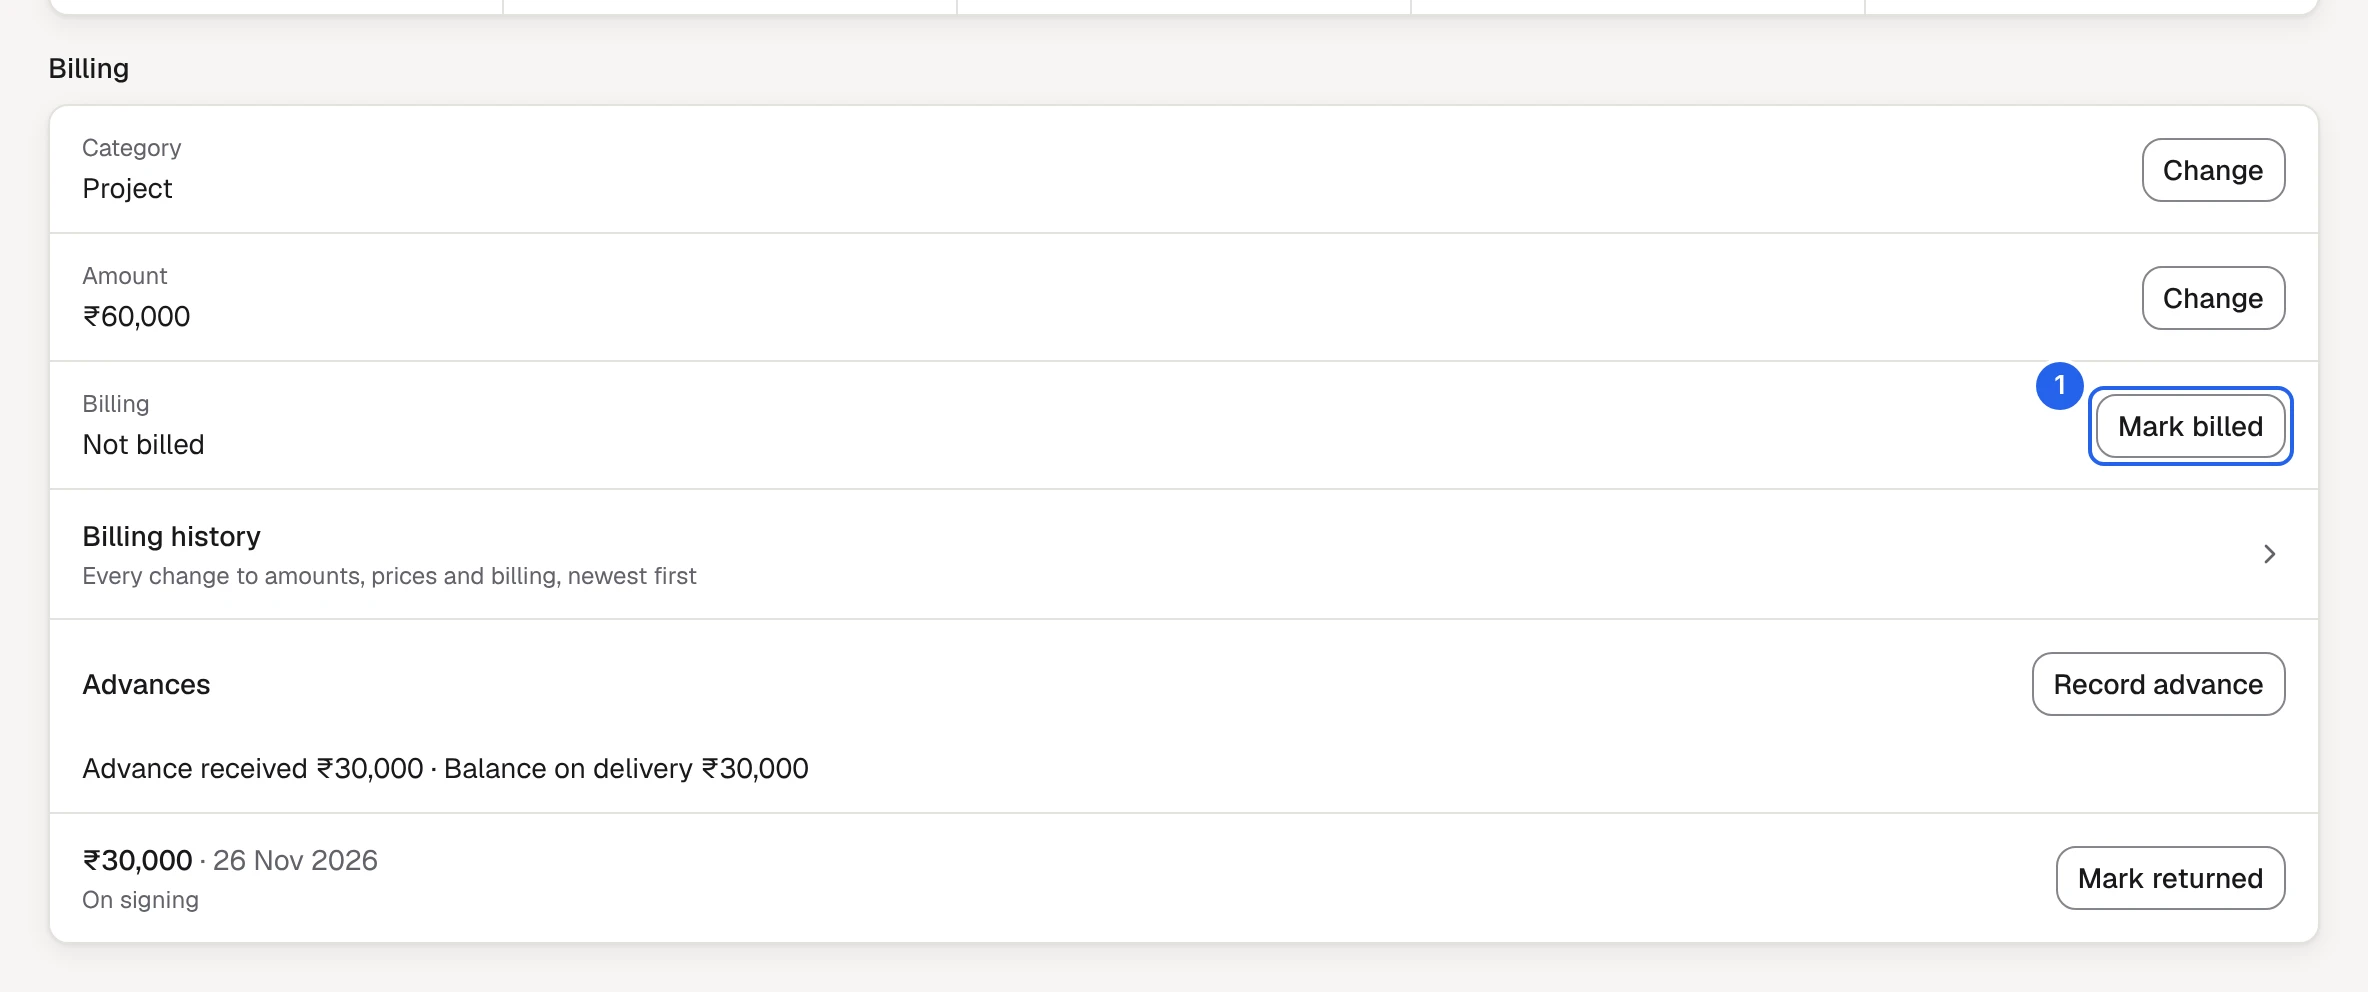 Billing
Category
Project
Change
Amount
₹60,000
Change
Billing
Not billed
1
Mark billed
Billing history
Every change to amounts, prices and billing, newest first
Advances
Record advance
Advance received ₹30,000 · Balance on delivery ₹30,000
₹30,000 · 26 Nov 2026
On signing
Mark returned